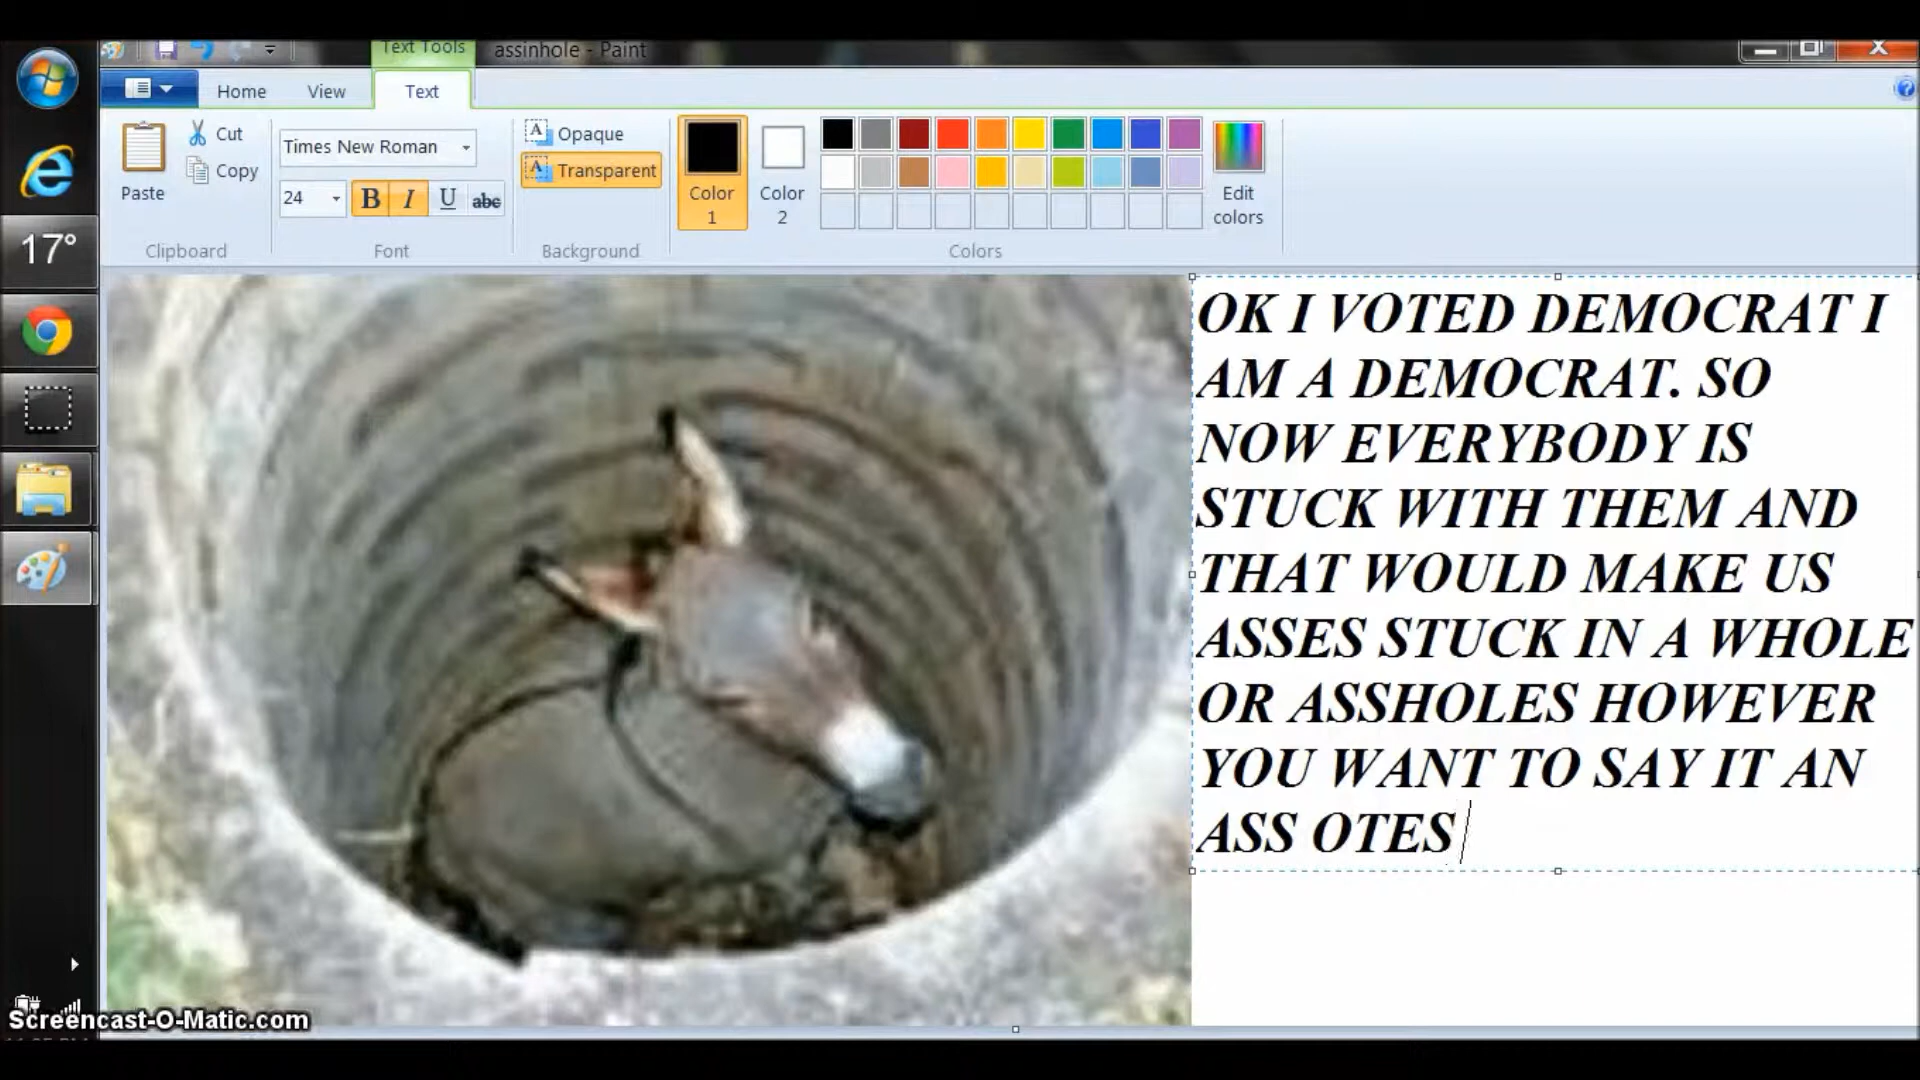 Text Tools
assinhole - Paint
Home
View
Text
Paste
Cut
Copy
Clipboard
Times New Roman
24
B I U abc
Font
Opaque
Transparent
Background
Color 1
Color 2
Edit colors
Colors
17°
OK I VOTED DEMOCRAT I
AM A DEMOCRAT. SO
NOW EVERYBODY IS
STUCK WITH THEM AND
THAT WOULD MAKE US
ASSES STUCK IN A WHOLE
OR ASSHOLES HOWEVER
YOU WANT TO SAY IT AN
ASS OTES
Screencast-O-Matic.com